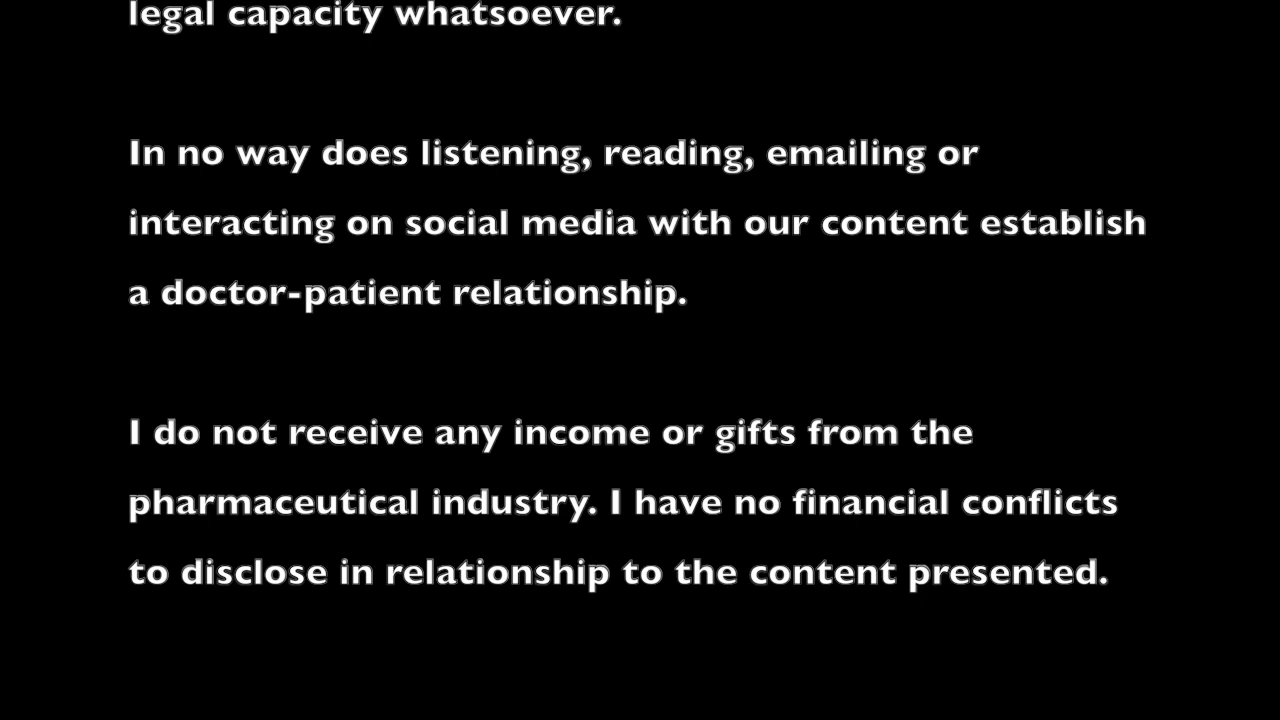 legal capacity whatsoever.
In no way does listening, reading, emailing or
interacting on social media with our content establish
a doctor-patient relationship.
I do not receive any income or gifts from the
pharmaceutical industry. I have no financial conflicts
to disclose in relationship to the content presented.